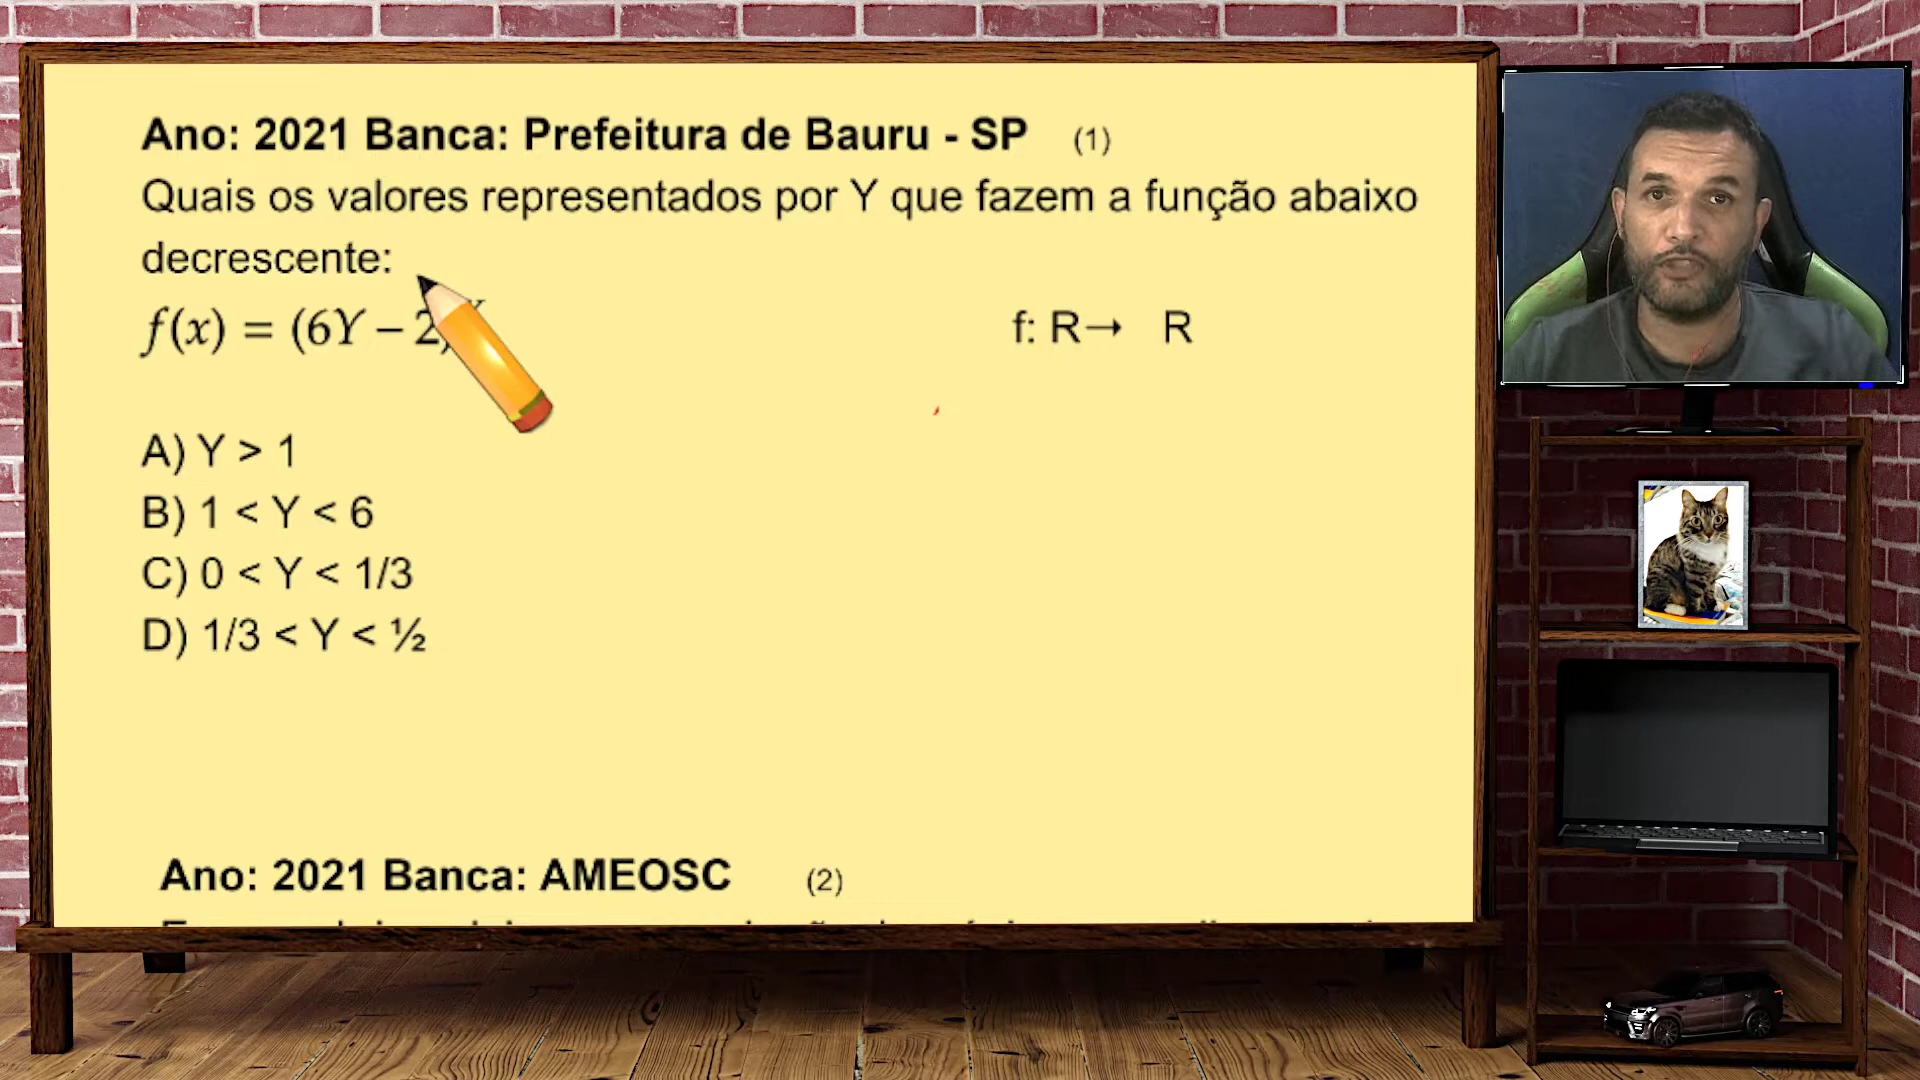 Ano: 2021 Banca: Prefeitura de Bauru - SP (1)
Quais os valores representados por Y que fazem a função abaixo
decrescente:
f(x) = (6Y – 2)ˣ f: R→ R
A) Y > 1
B) 1 < Y < 6
C) 0 < Y < 1/3
D) 1/3 < Y < ½
Ano: 2021 Banca: AMEOSC (2)